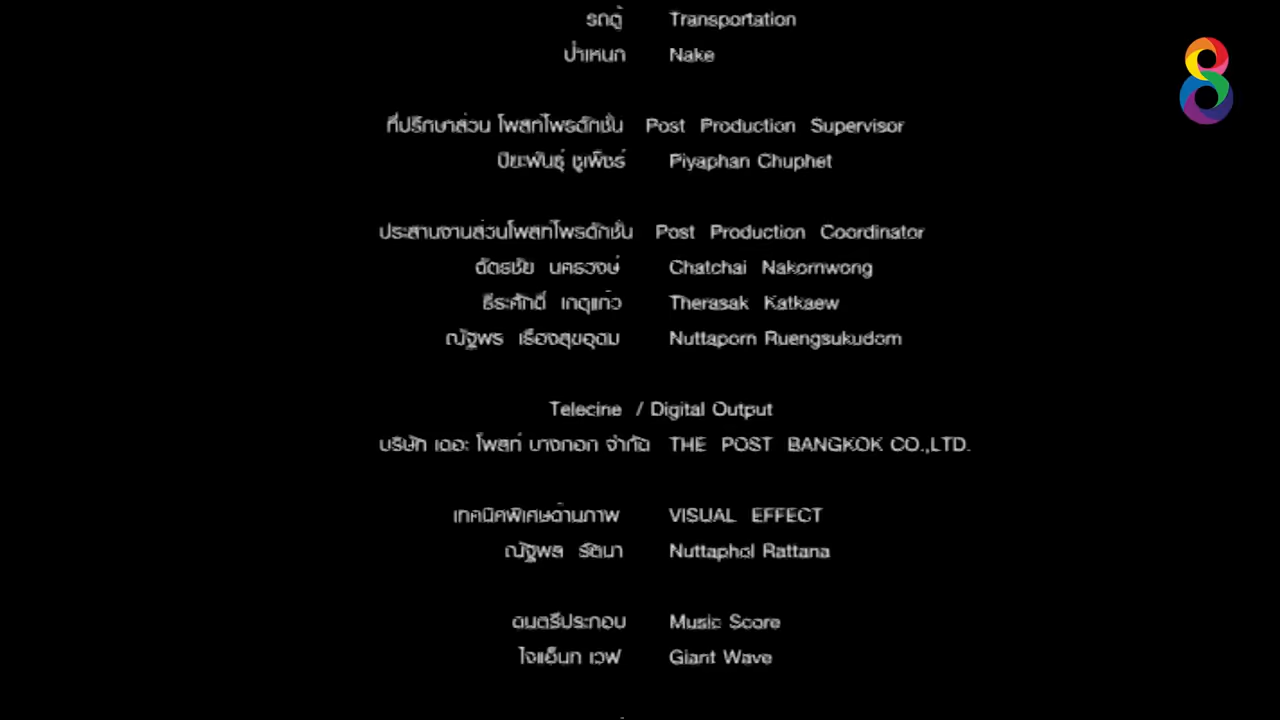 รถตู้ Transportation
ป๋าเหนก Nake
ที่ปรึกษาส่วน โพสท์โพรดักชั่น Post Production Supervisor
ปิยะพันธุ์ ชูเพ็ชร์ Piyaphan Chuphet
ประสานงานส่วนโพสท์โพรดักชั่น Post Production Coordinator
ฉัตรชัย นครวงษ์ Chatchai Nakornwong
ธีระศักดิ์ เกตุแก้ว Therasak Katkaew
ณัฐพร เรืองสุขอุดม Nuttaporn Ruengsukudom
Telecine / Digital Output
บริษัท เดอะ โพสท์ บางกอก จำกัด THE POST BANGKOK CO.,LTD.
เทคนิคพิเศษด้านภาพ VISUAL EFFECT
ณัฐพล รัตนา Nuttaphol Rattana
ดนตรีประกอบ Music Score
ไจแอ็นท เวฟ Giant Wave
8